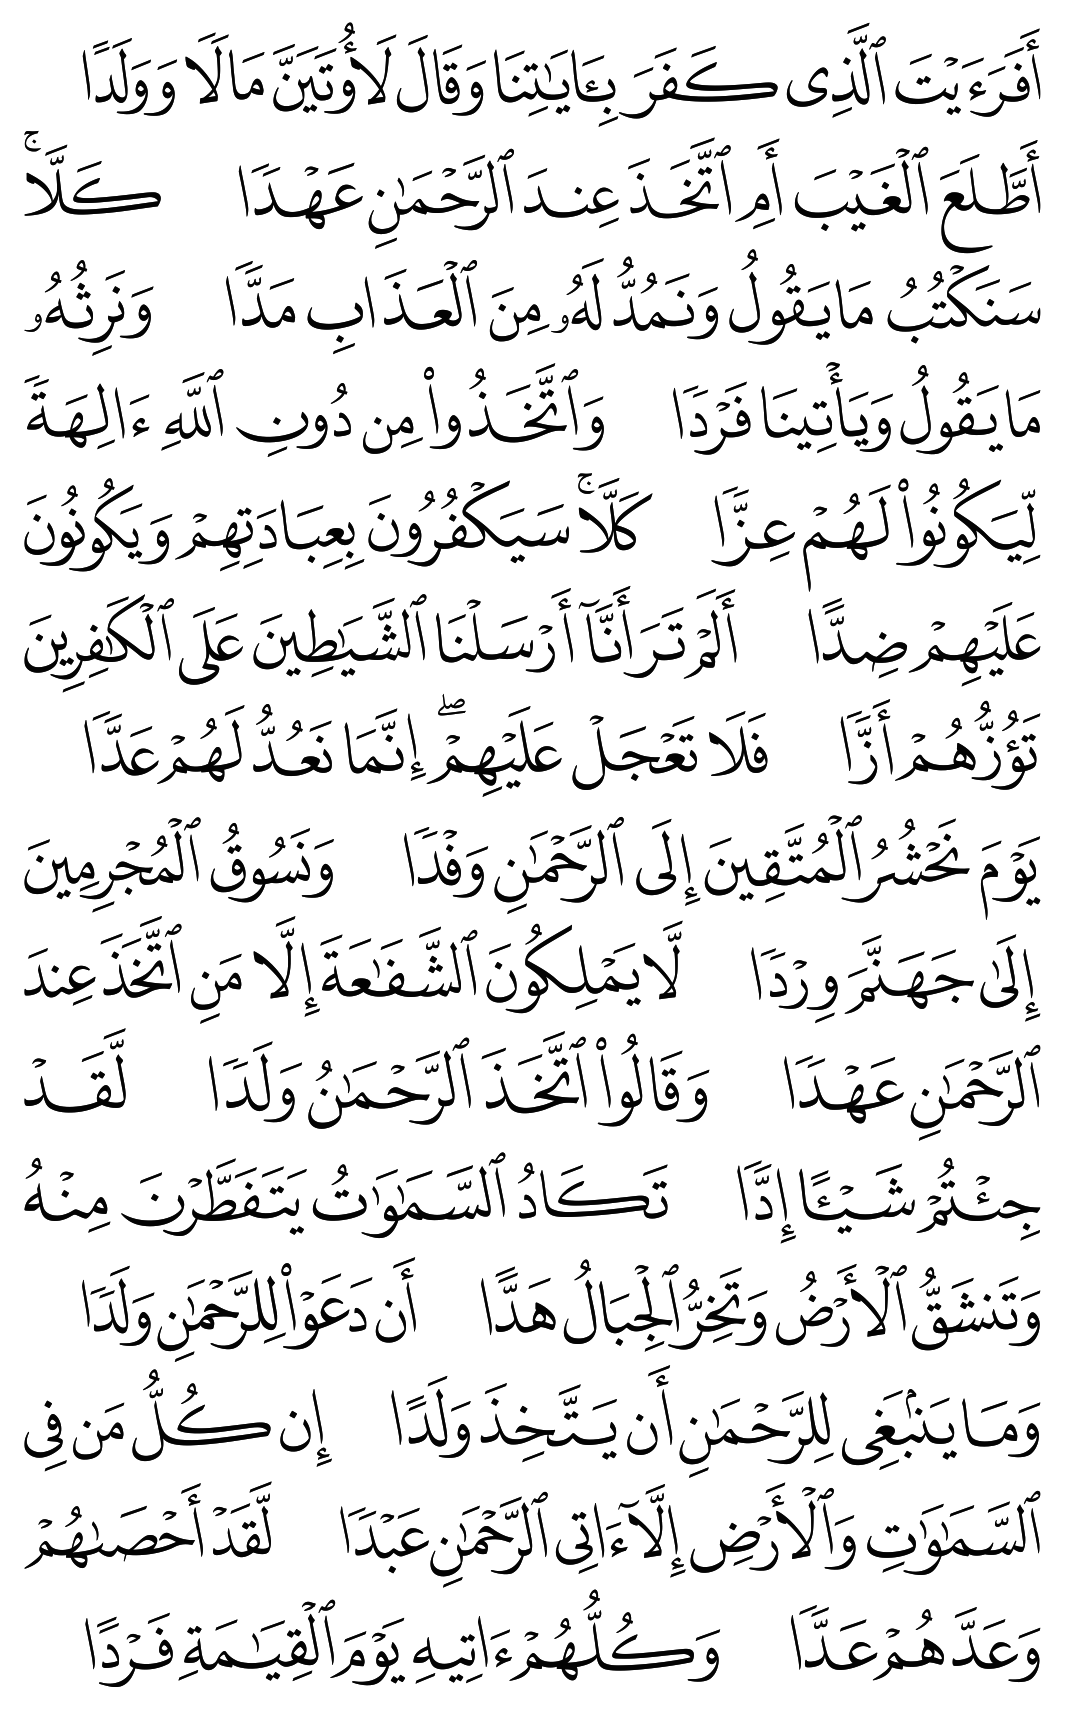 أَفَرَءَيْتَ ٱلَّذِى كَفَرَ بِـَٔايَـٰتِنَا وَقَالَ لَأُوتَيَنَّ مَالًا وَوَلَدًا
أَطَّلَعَ ٱلْغَيْبَ أَمِ ٱتَّخَذَ عِندَ ٱلرَّحْمَـٰنِ عَهْدًا كَلَّا ۚ
سَنَكْتُبُ مَا يَقُولُ وَنَمُدُّ لَهُۥ مِنَ ٱلْعَذَابِ مَدًّا وَنَرِثُهُۥ
مَا يَقُولُ وَيَأْتِينَا فَرْدًا وَٱتَّخَذُوا۟ مِن دُونِ ٱللَّهِ ءَالِهَةً
لِّيَكُونُوا۟ لَهُمْ عِزًّا كَلَّا ۚ سَيَكْفُرُونَ بِعِبَادَتِهِمْ وَيَكُونُونَ
عَلَيْهِمْ ضِدًّا أَلَمْ تَرَ أَنَّآ أَرْسَلْنَا ٱلشَّيَـٰطِينَ عَلَى ٱلْكَـٰفِرِينَ
تَؤُزُّهُمْ أَزًّا فَلَا تَعْجَلْ عَلَيْهِمْ ۖ إِنَّمَا نَعُدُّ لَهُمْ عَدًّا
يَوْمَ نَحْشُرُ ٱلْمُتَّقِينَ إِلَى ٱلرَّحْمَـٰنِ وَفْدًا وَنَسُوقُ ٱلْمُجْرِمِينَ
إِلَىٰ جَهَنَّمَ وِرْدًا لَّا يَمْلِكُونَ ٱلشَّفَـٰعَةَ إِلَّا مَنِ ٱتَّخَذَ عِندَ
ٱلرَّحْمَـٰنِ عَهْدًا وَقَالُوا۟ ٱتَّخَذَ ٱلرَّحْمَـٰنُ وَلَدًا لَّقَدْ
جِئْتُمْ شَيْـًٔا إِدًّا تَكَادُ ٱلسَّمَـٰوَٰتُ يَتَفَطَّرْنَ مِنْهُ
وَتَنشَقُّ ٱلْأَرْضُ وَتَخِرُّ ٱلْجِبَالُ هَدًّا أَن دَعَوْا۟ لِلرَّحْمَـٰنِ وَلَدًا
وَمَا يَنۢبَغِى لِلرَّحْمَـٰنِ أَن يَتَّخِذَ وَلَدًا إِن كُلُّ مَن فِى
ٱلسَّمَـٰوَٰتِ وَٱلْأَرْضِ إِلَّآ ءَاتِى ٱلرَّحْمَـٰنِ عَبْدًا لَّقَدْ أَحْصَىٰهُمْ
وَعَدَّهُمْ عَدًّا وَكُلُّهُمْ ءَاتِيهِ يَوْمَ ٱلْقِيَـٰمَةِ فَرْدًا